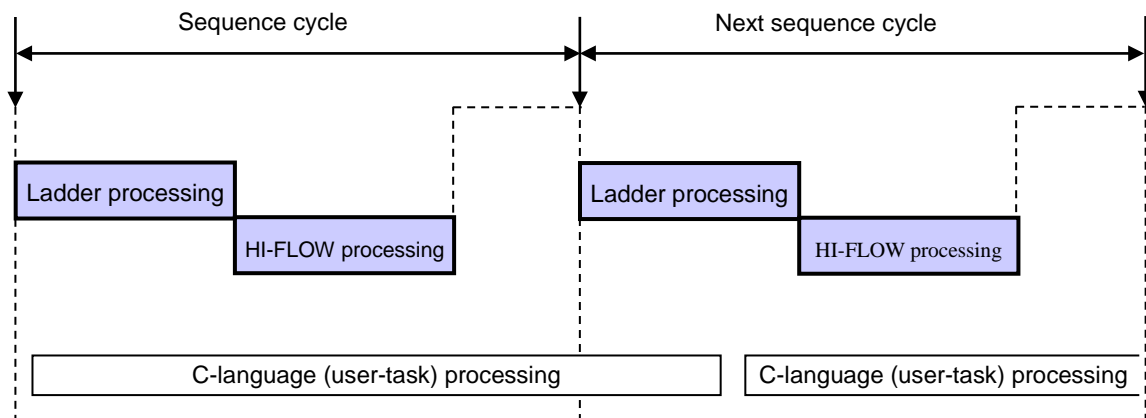 Sequence cycle
Next sequence cycle
Ladder processing
Ladder processing
HI-FLOW processing
HI-FLOW processing
C-language (user-task) processing
C-language (user-task) processing